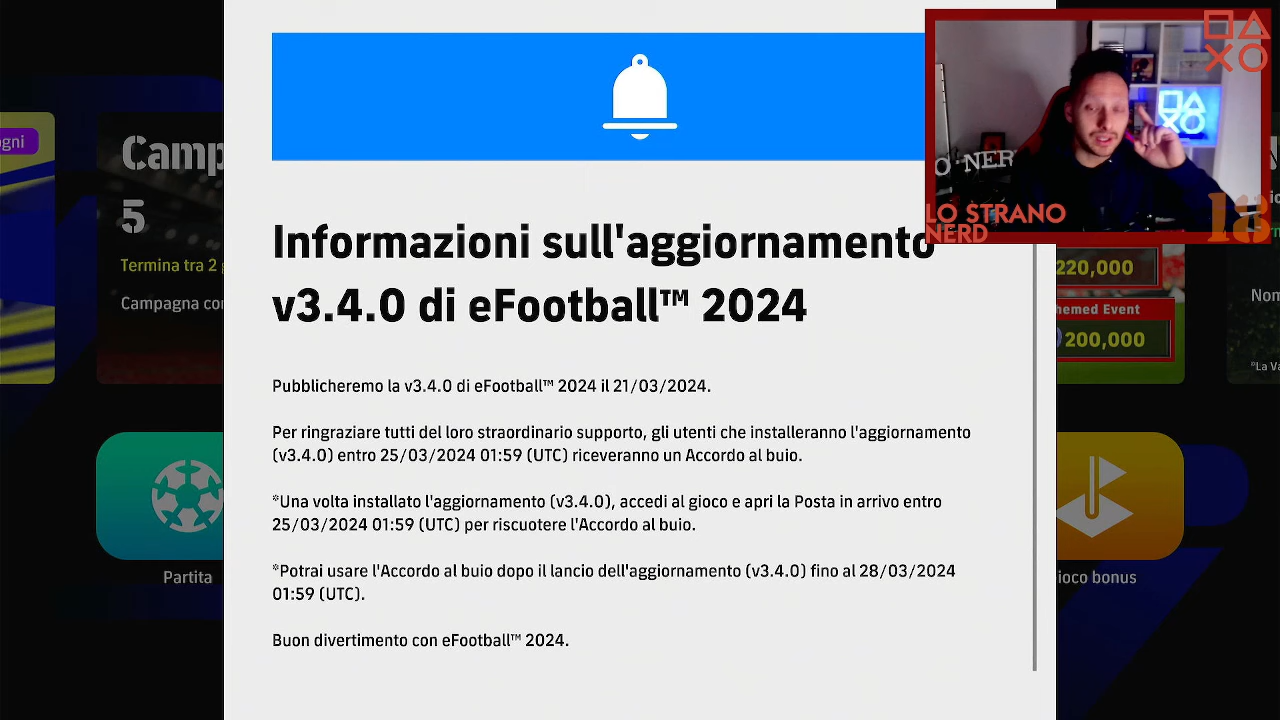 Informazioni sull'aggiornamento
v3.4.0 di eFootball™ 2024
Pubblicheremo la v3.4.0 di eFootball™ 2024 il 21/03/2024.
Per ringraziare tutti del loro straordinario supporto, gli utenti che installeranno l'aggiornamento
(v3.4.0) entro 25/03/2024 01:59 (UTC) riceveranno un Accordo al buio.
*Una volta installato l'aggiornamento (v3.4.0), accedi al gioco e apri la Posta in arrivo entro
25/03/2024 01:59 (UTC) per riscuotere l'Accordo al buio.
*Potrai usare l'Accordo al buio dopo il lancio dell'aggiornamento (v3.4.0) fino al 28/03/2024
01:59 (UTC).
Buon divertimento con eFootball™ 2024.
gni
Camp
5
Termina tra 2 g
Campagna con
Partita
O NER
LO STRANO
NERD
18
220,000
hemed Event
200,000
Nom
*La Va
ioco bonus